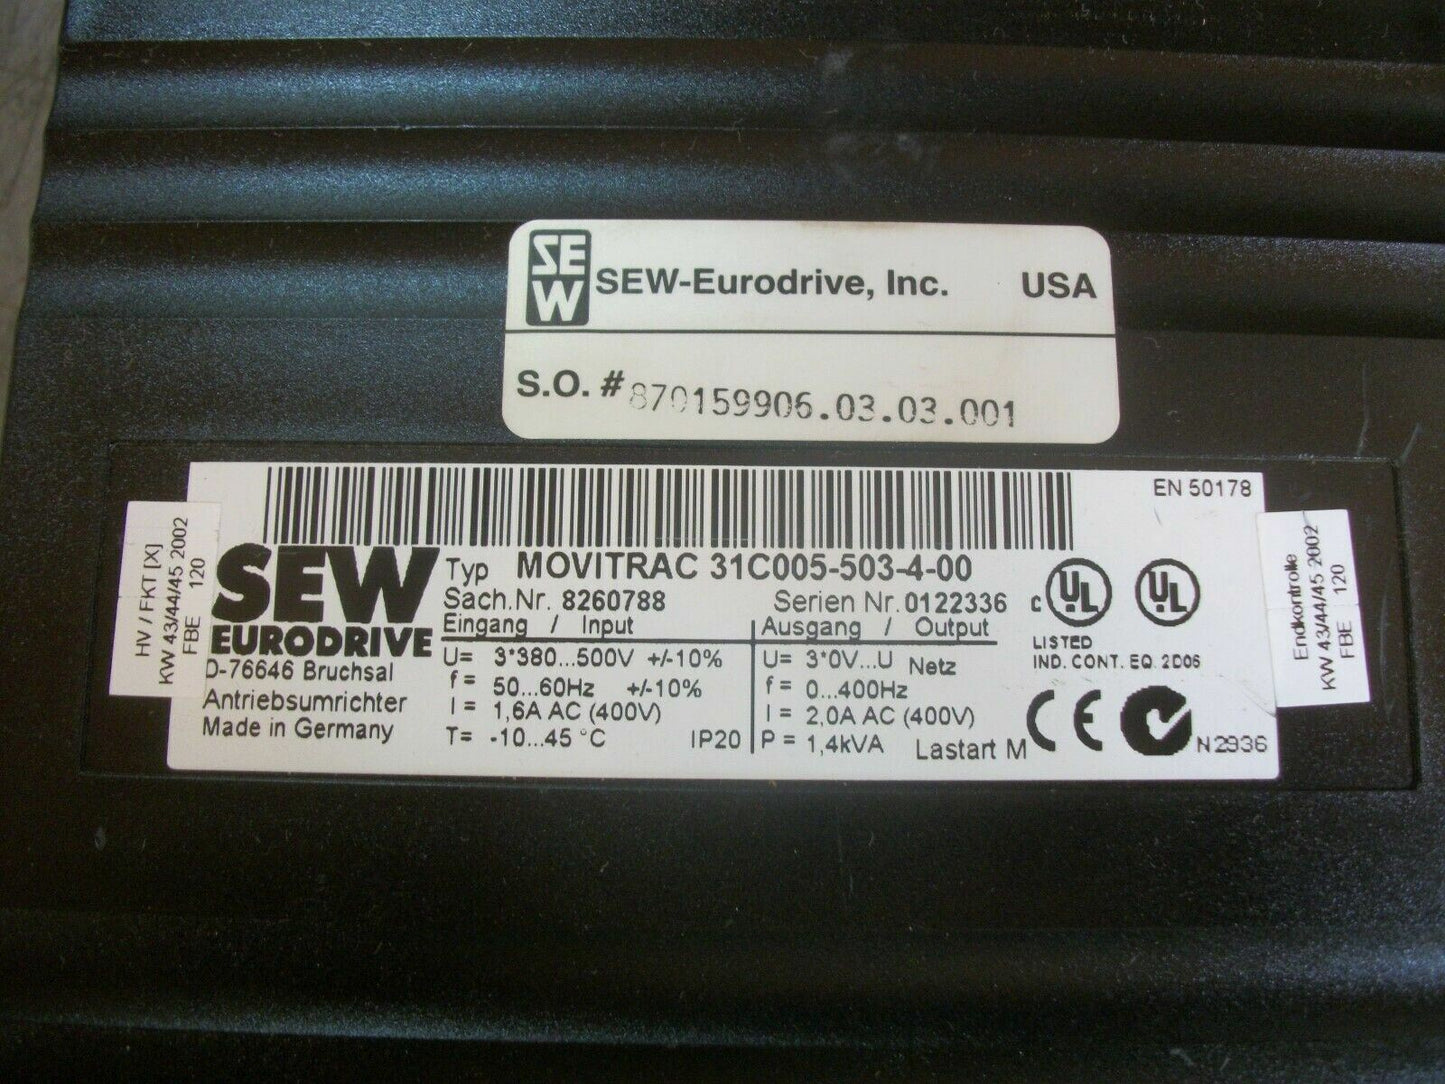 SEW SEW-Eurodrive, Inc. USA
S.O. # 870159906.03.03.001
EN 50178
SEW
EURODRIVE
D-76646 Bruchsal
Antriebsumrichter
Made in Germany
Typ MOVITRAC 31C005-503-4-00
Sach.Nr. 8260788 Serien Nr. 0122336
Eingang / Input Ausgang / Output
U= 3*380...500V +/-10% U= 3*0V...U Netz
f= 50...60Hz +/-10% f= 0...400Hz
I= 1,6A AC (400V) I= 2,0A AC (400V)
T= -10...45 °C IP20 P= 1,4kVA Lastart M
c UL UL
LISTED
IND. CONT. EQ. 2D06
CE N2936
HV / FKT [X]
KW 43/44/45 2002
FBE 120
Endkontrolle
KW 43/44/45 2002
FBE 120